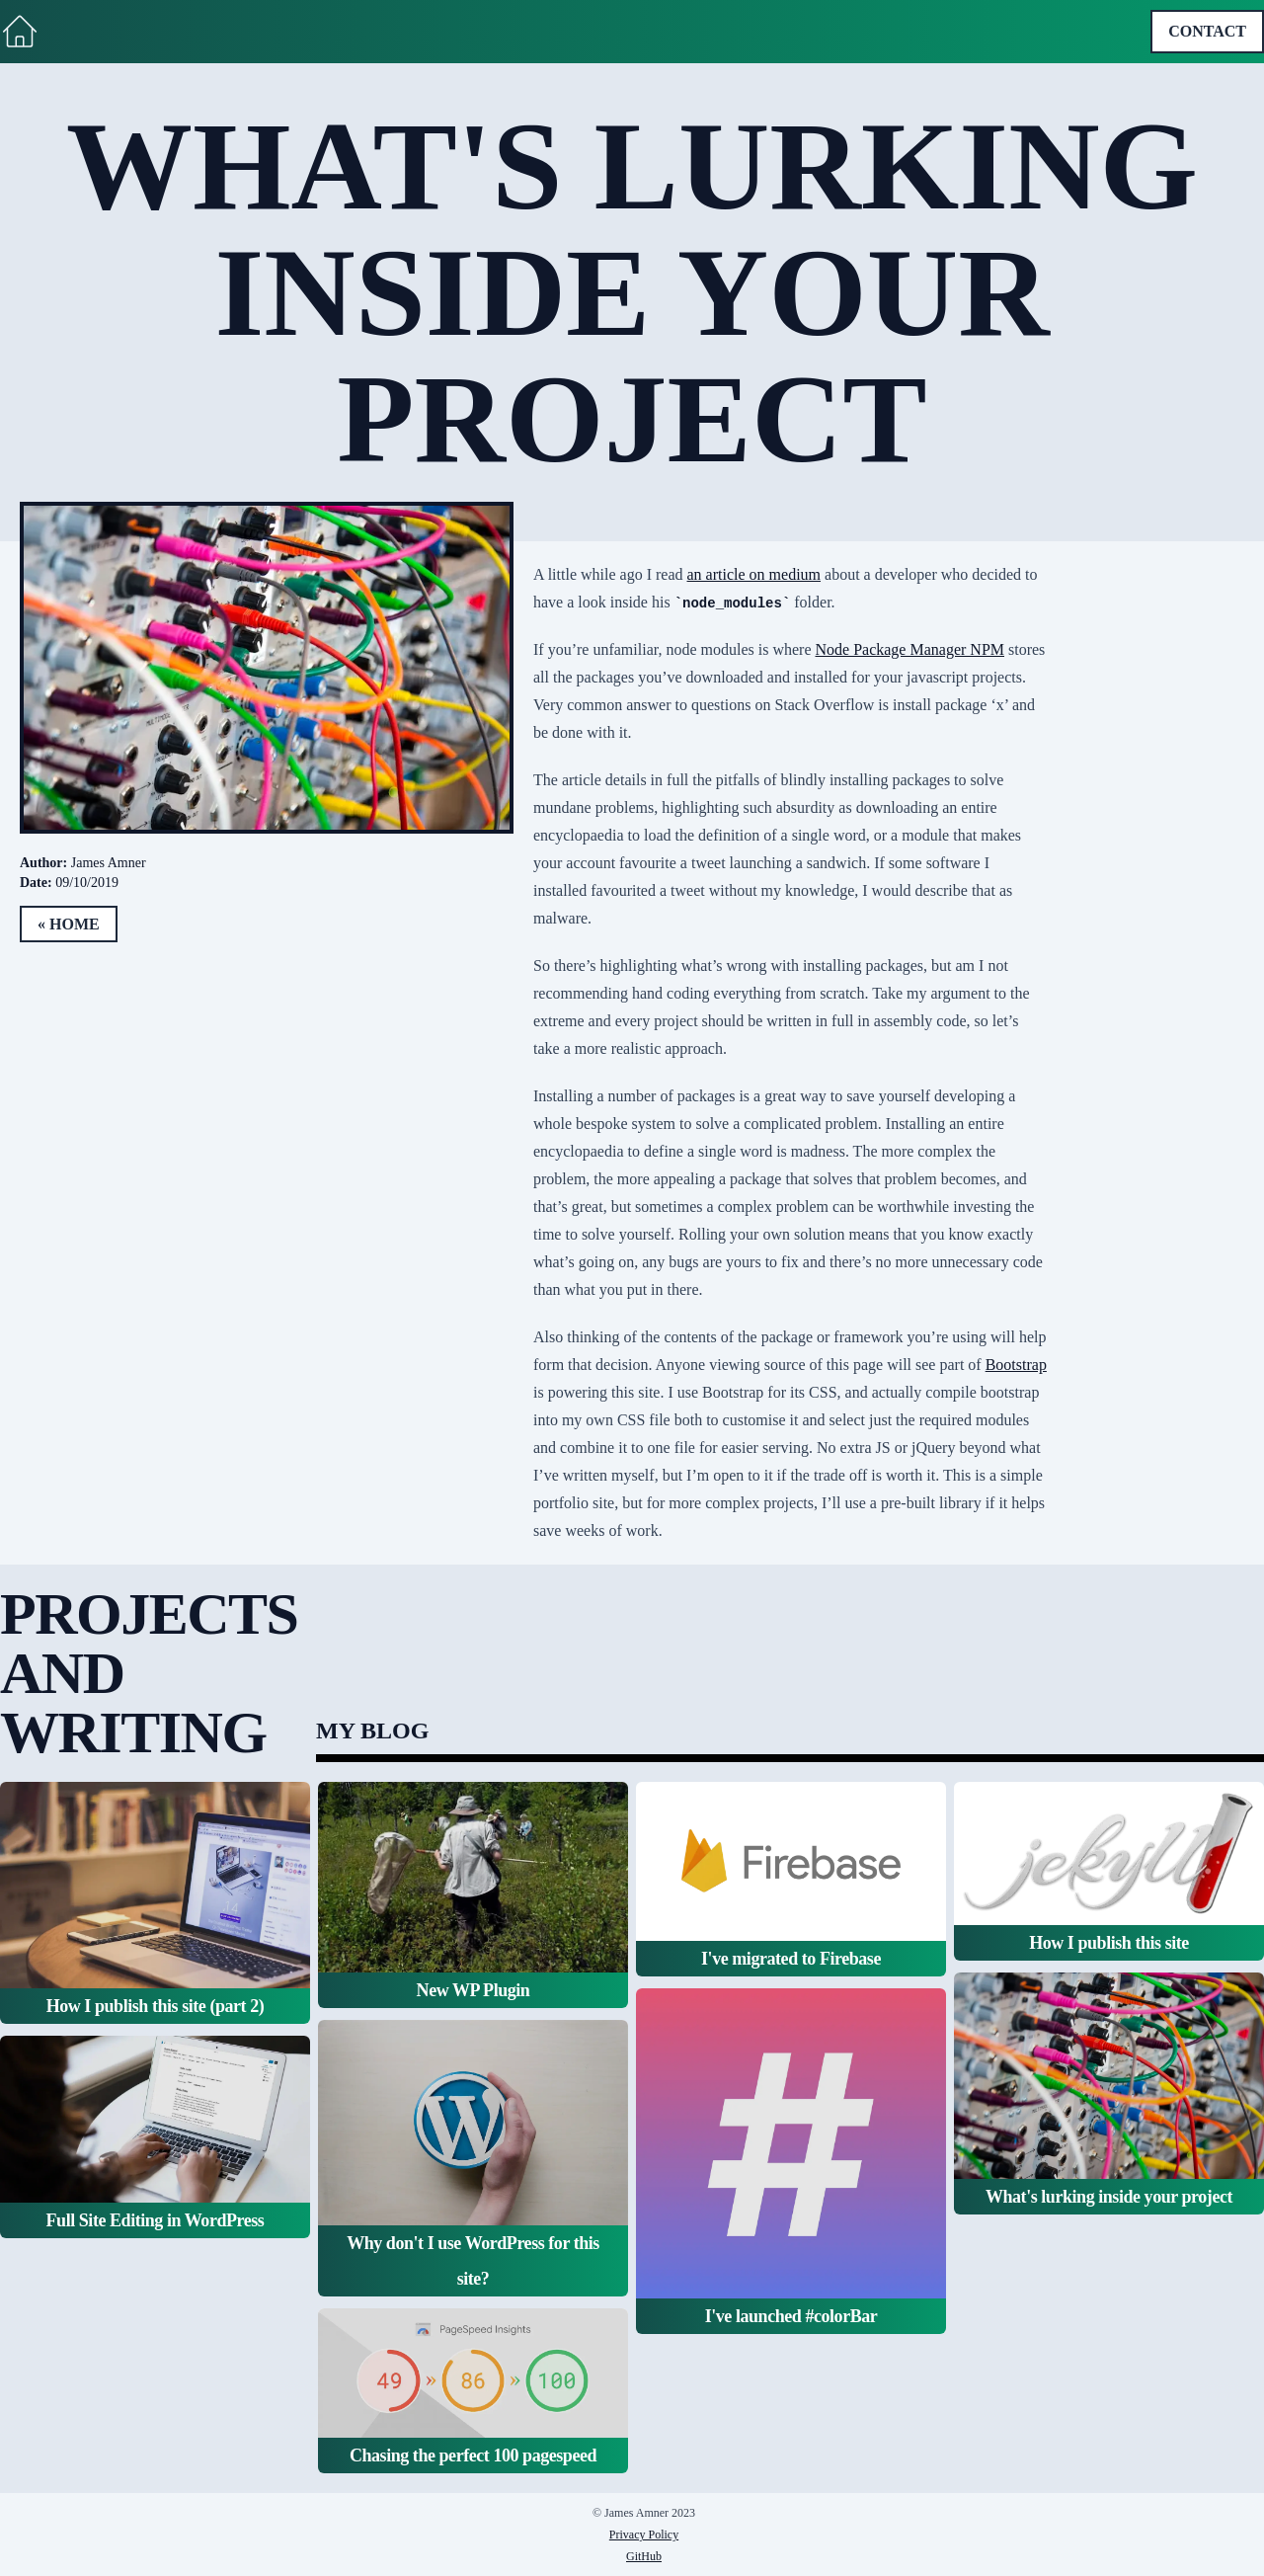 CONTACT
WHAT'S LURKING
INSIDE YOUR
PROJECT
Author: James Amner
Date: 09/10/2019
« HOME
A little while ago I read an article on medium about a developer who decided to
have a look inside his `node_modules` folder.
If you’re unfamiliar, node modules is where Node Package Manager NPM stores
all the packages you’ve downloaded and installed for your javascript projects.
Very common answer to questions on Stack Overflow is install package ‘x’ and
be done with it.
The article details in full the pitfalls of blindly installing packages to solve
mundane problems, highlighting such absurdity as downloading an entire
encyclopaedia to load the definition of a single word, or a module that makes
your account favourite a tweet launching a sandwich. If some software I
installed favourited a tweet without my knowledge, I would describe that as
malware.
So there’s highlighting what’s wrong with installing packages, but am I not
recommending hand coding everything from scratch. Take my argument to the
extreme and every project should be written in full in assembly code, so let’s
take a more realistic approach.
Installing a number of packages is a great way to save yourself developing a
whole bespoke system to solve a complicated problem. Installing an entire
encyclopaedia to define a single word is madness. The more complex the
problem, the more appealing a package that solves that problem becomes, and
that’s great, but sometimes a complex problem can be worthwhile investing the
time to solve yourself. Rolling your own solution means that you know exactly
what’s going on, any bugs are yours to fix and there’s no more unnecessary code
than what you put in there.
Also thinking of the contents of the package or framework you’re using will help
form that decision. Anyone viewing source of this page will see part of Bootstrap
is powering this site. I use Bootstrap for its CSS, and actually compile bootstrap
into my own CSS file both to customise it and select just the required modules
and combine it to one file for easier serving. No extra JS or jQuery beyond what
I’ve written myself, but I’m open to it if the trade off is worth it. This is a simple
portfolio site, but for more complex projects, I’ll use a pre-built library if it helps
save weeks of work.
PROJECTS
AND
WRITING
MY BLOG
How I publish this site (part 2)
Full Site Editing in WordPress
New WP Plugin
W
Why don't I use WordPress for this
site?
PageSpeed Insights
49 » 86 » 100
Chasing the perfect 100 pagespeed
Firebase
I've migrated to Firebase
#
I've launched #colorBar
jekyll
How I publish this site
What's lurking inside your project
© James Amner 2023
Privacy Policy
GitHub